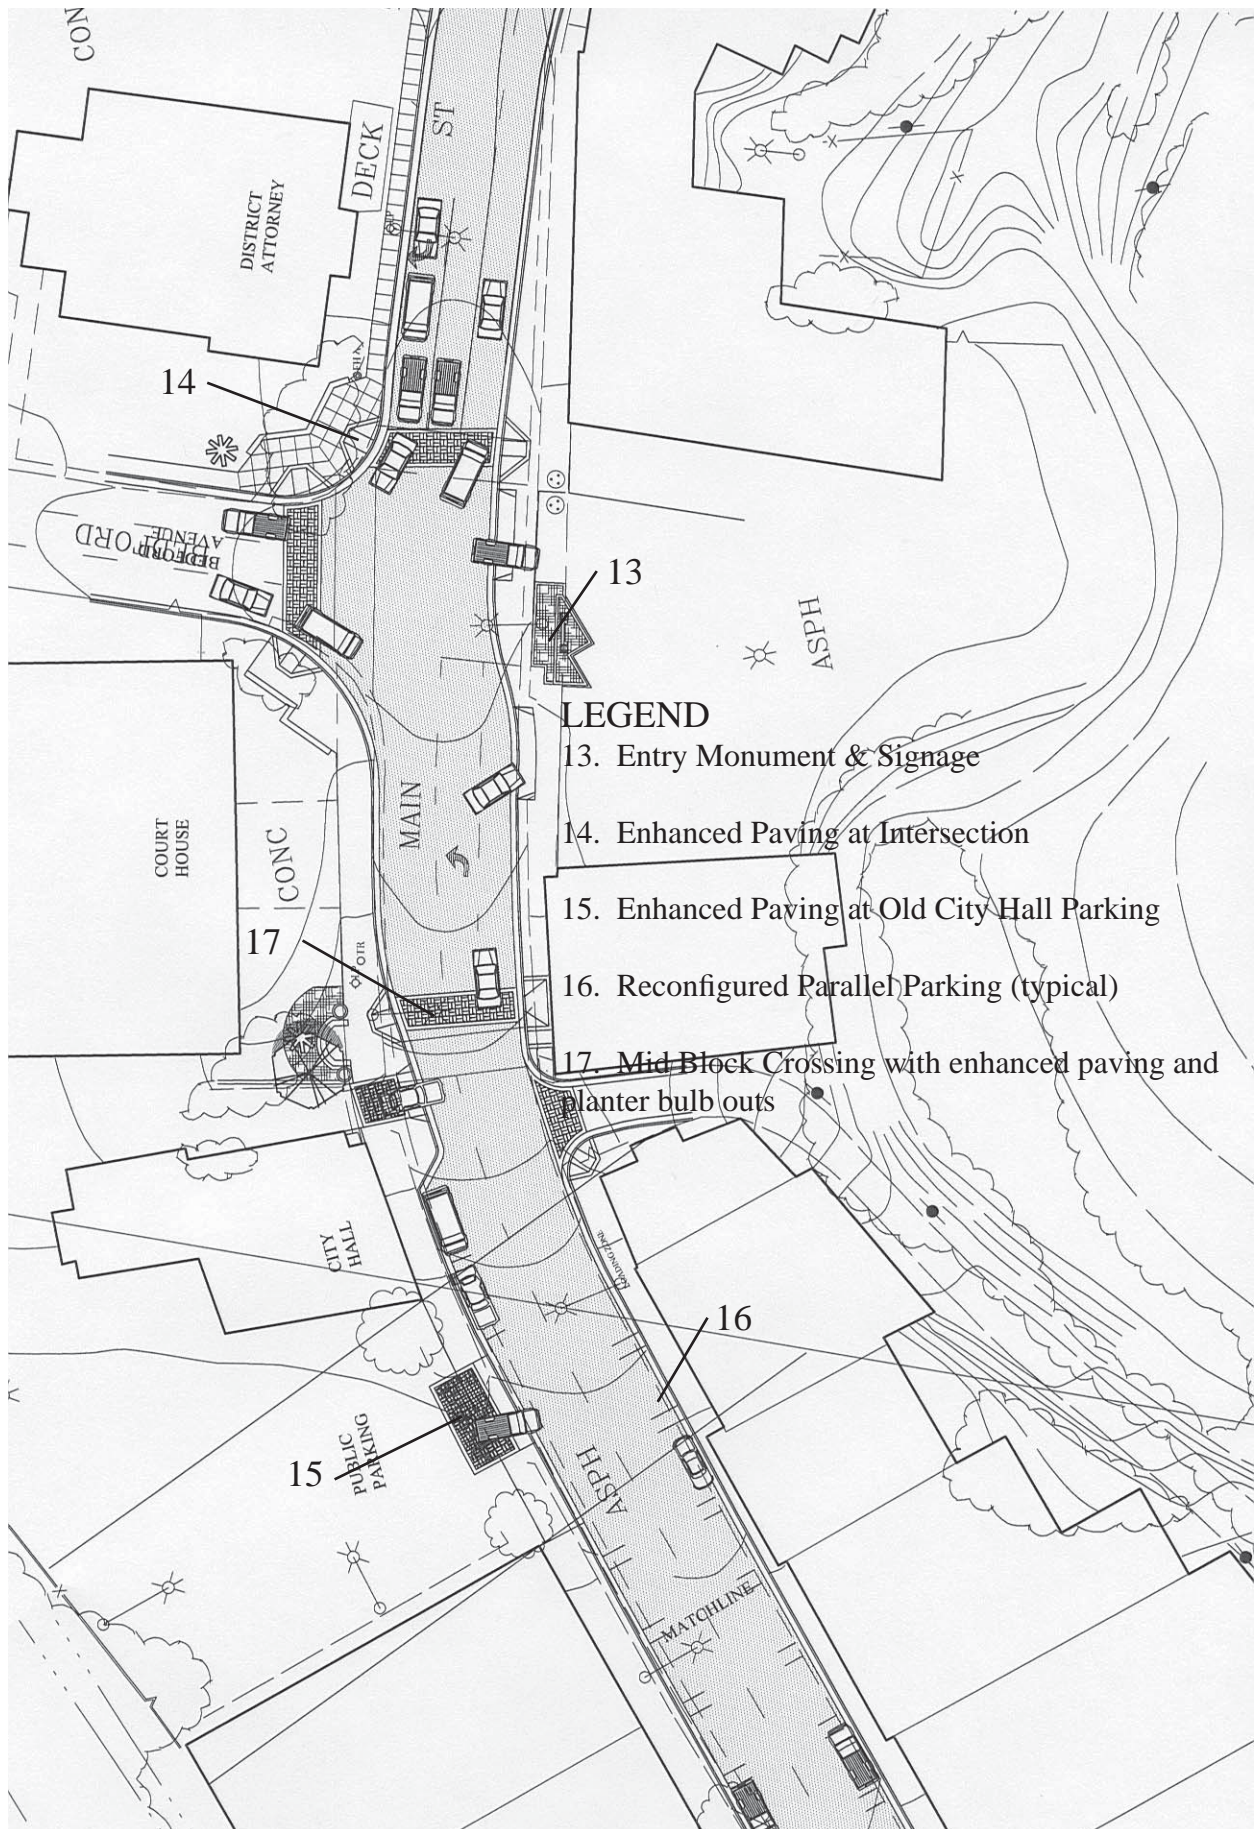 CON
ST
DECK
DISTRICT
ATTORNEY
14
BEDFORD
AVENUE
13
ASPH
LEGEND
13. Entry Monument & Signage
MAIN
14. Enhanced Paving at Intersection
COURT
HOUSE
CONC
15. Enhanced Paving at Old City Hall Parking
17
OTR
16. Reconfigured Parallel Parking (typical)
17. Mid Block Crossing with enhanced paving and
planter bulb outs
CITY
HALL
LOADING ZONE
16
PUBLIC
PARKING
15
ASPH
MATCHLINE